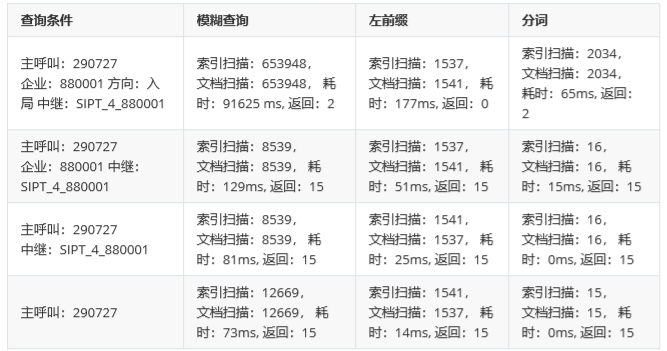 查询条件
模糊查询
左前缀
分词
主呼叫：290727
企业：880001 方向：入
局 中继：SIPT_4_880001
索引扫描：653948，
文档扫描：653948， 耗
时：91625 ms, 返回：2
索引扫描：1537，
文档扫描：1541， 耗
时：177ms, 返回：0
索引扫描：2034，
文档扫描：2034，
耗时：65ms, 返回：
2
主呼叫：290727
企业：880001 中继：
SIPT_4_880001
索引扫描：8539，
文档扫描：8539， 耗
时：129ms, 返回：15
索引扫描：1537，
文档扫描：1541， 耗
时：51ms, 返回：15
索引扫描：16，
文档扫描：16， 耗
时：15ms, 返回：15
主呼叫：290727
中继：SIPT_4_880001
索引扫描：8539，
文档扫描：8539， 耗
时：81ms, 返回：15
索引扫描：1541，
文档扫描：1537， 耗
时：25ms, 返回：15
索引扫描：16，
文档扫描：16， 耗
时：0ms, 返回：15
主呼叫：290727
索引扫描：12669，
文档扫描：12669， 耗
时：73ms, 返回：15
索引扫描：1541，
文档扫描：1537， 耗
时：14ms, 返回：15
索引扫描：15，
文档扫描：15， 耗
时：0ms, 返回：15